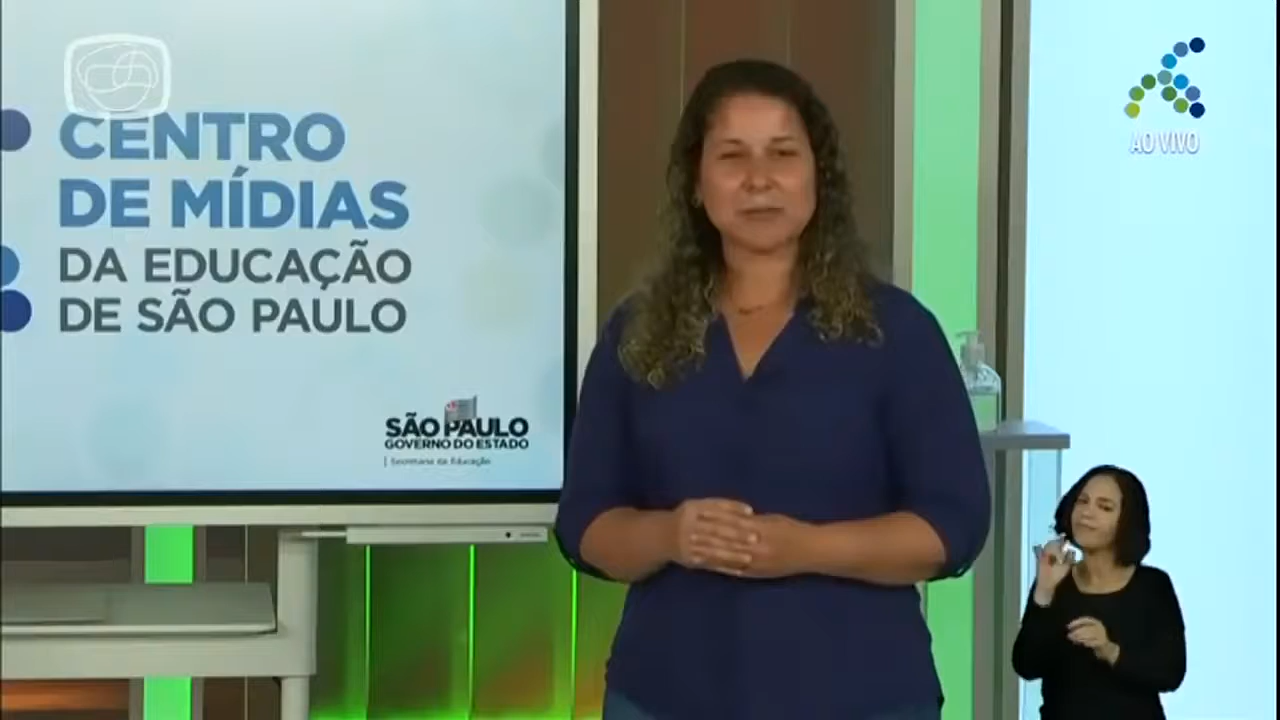 CENTRO
DE MÍDIAS
DA EDUCAÇÃO
DE SÃO PAULO
SÃO PAULO
GOVERNO DO ESTADO
Secretaria da Educação
AO VIVO